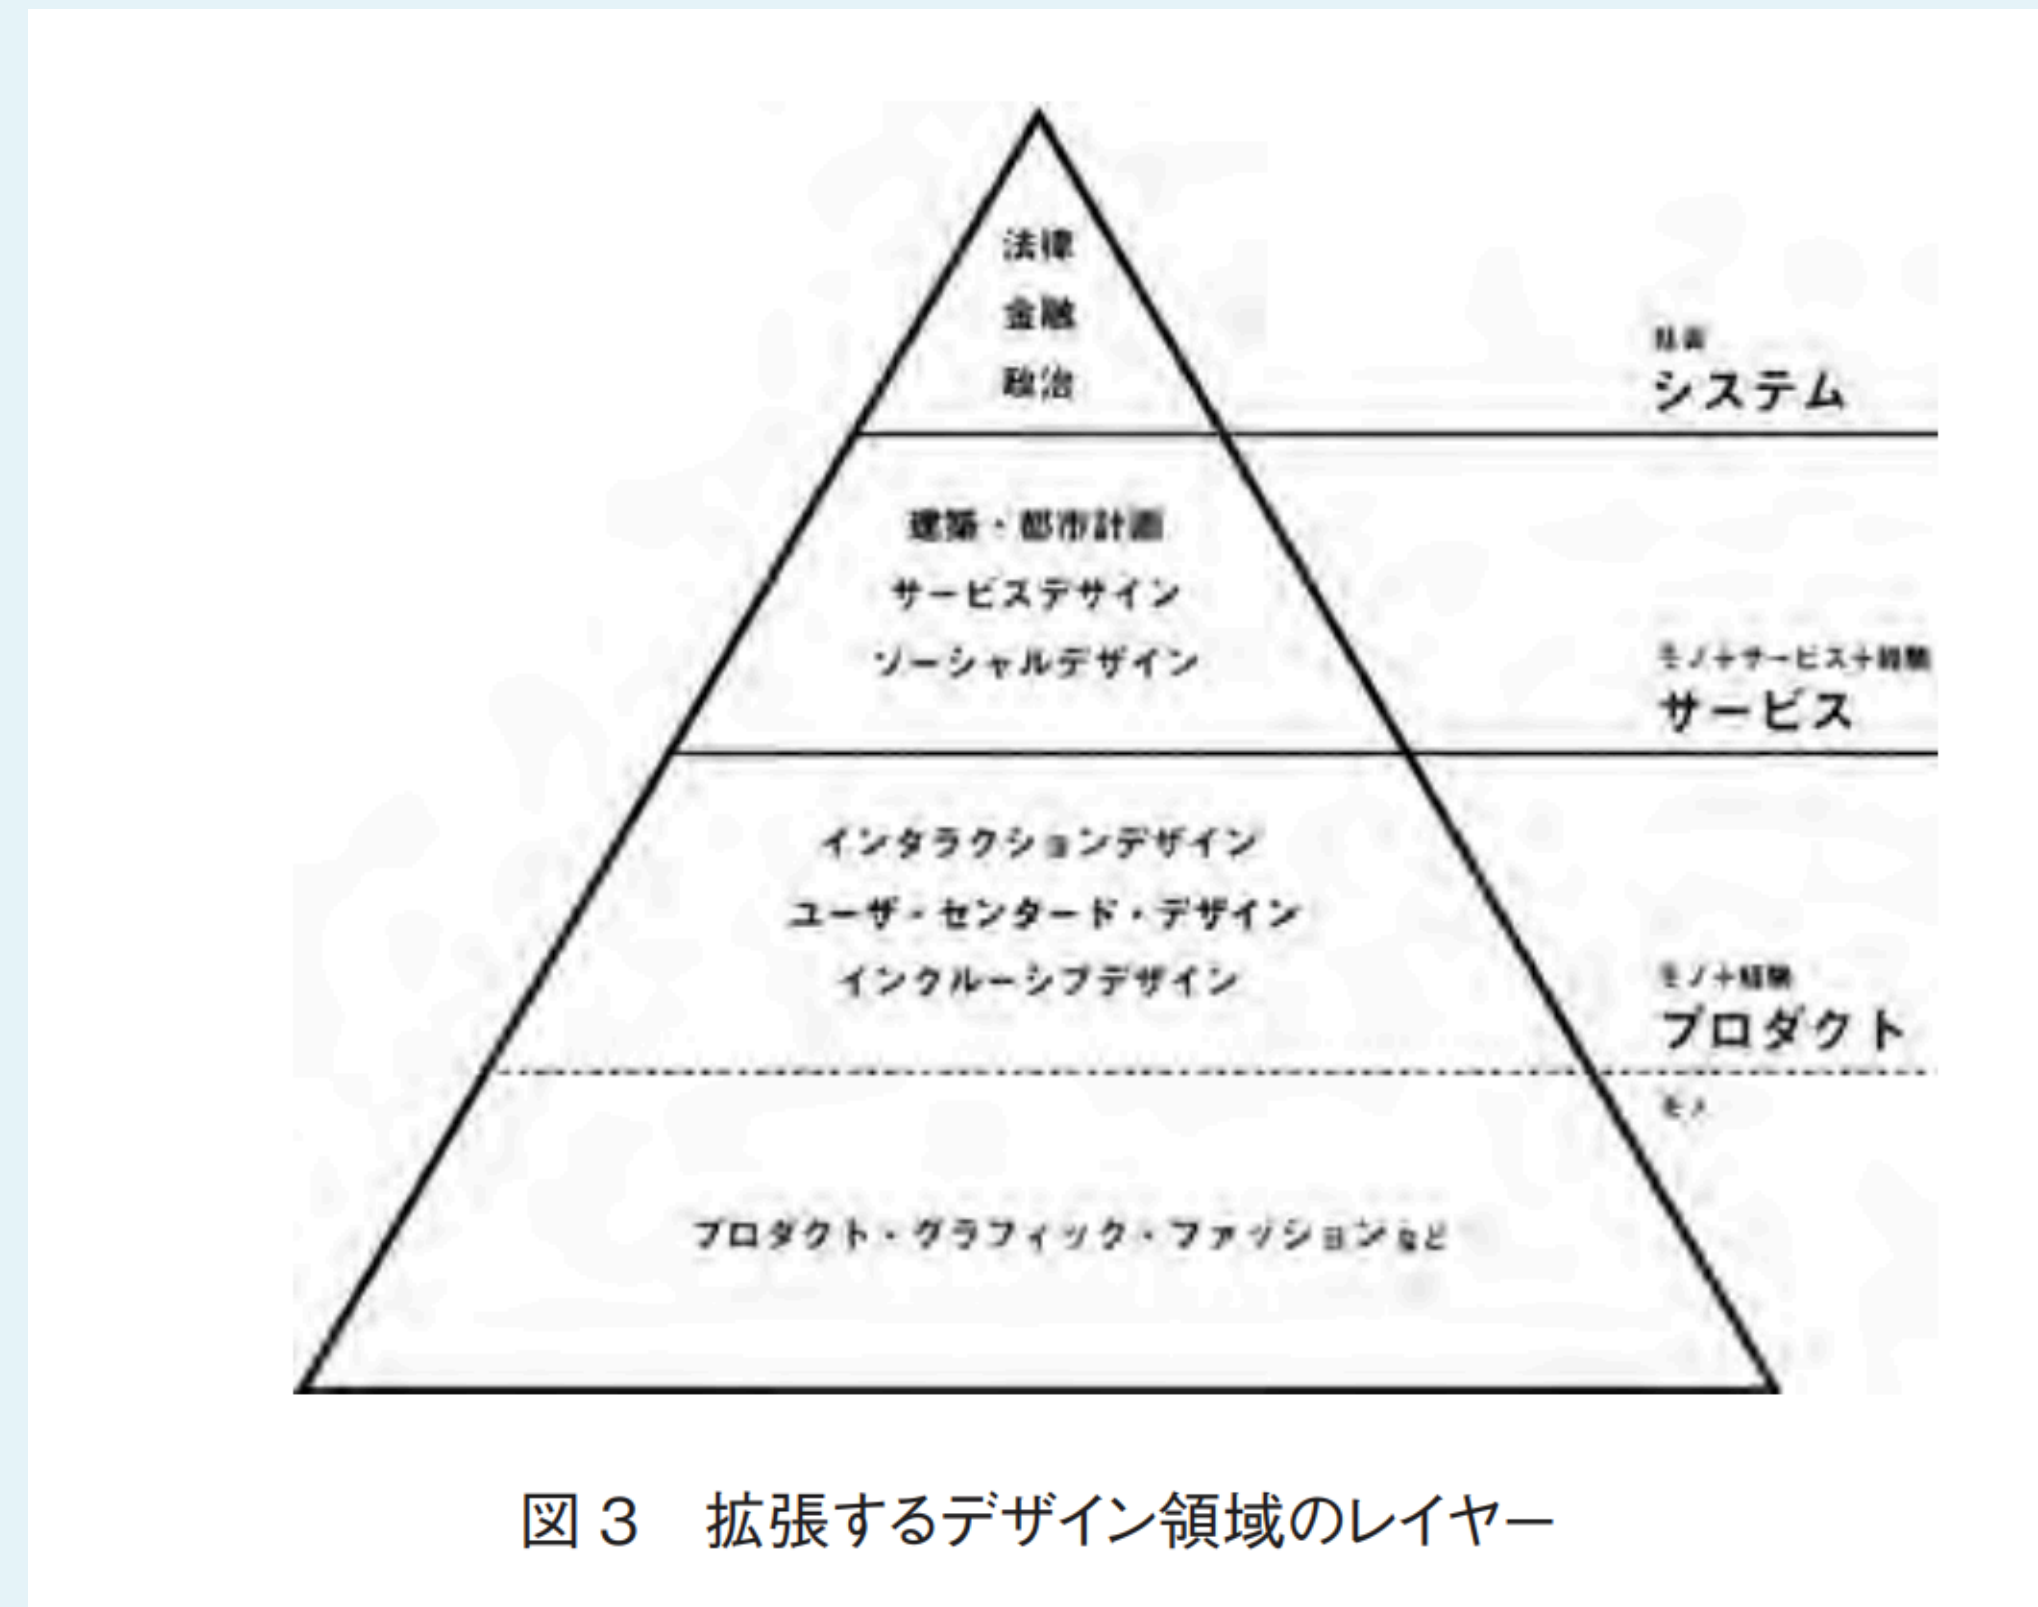 法律
金融
政治
システム
建築・都市計画
サービスデザイン
ソーシャルデザイン
モノ＋サービス＋経験
サービス
インタラクションデザイン
ユーザ・センタード・デザイン
インクルーシブデザイン
モノ＋経験
プロダクト
モノ
プロダクト・グラフィック・ファッションなど
図３　拡張するデザイン領域のレイヤー